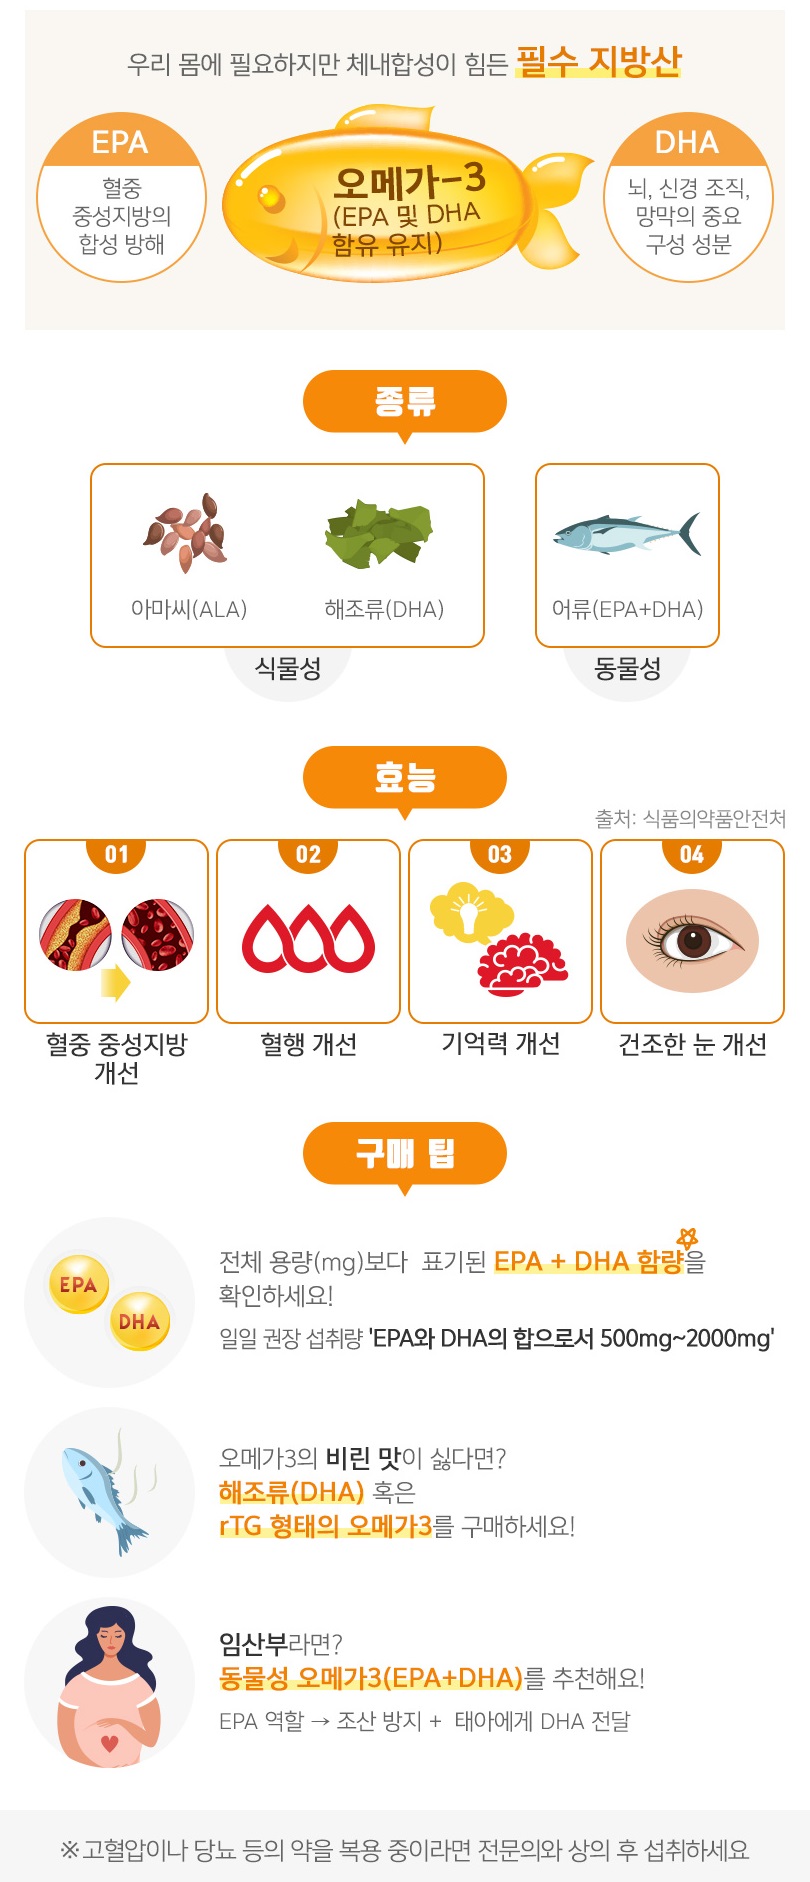 우리 몸에 필요하지만 체내합성이 힘든 필수 지방산
EPA
혈중
중성지방의
합성 방해
오메가-3
(EPA 및 DHA
함유 유지)
DHA
뇌, 신경 조직,
망막의 중요
구성 성분
종류
아마씨(ALA)
해조류(DHA)
식물성
어류(EPA+DHA)
동물성
효능
출처: 식품의약품안전처
01
혈중 중성지방
개선
02
혈행 개선
03
기억력 개선
04
건조한 눈 개선
구매 팁
EPA
DHA
전체 용량(mg)보다 표기된 EPA + DHA 함량을
확인하세요!
일일 권장 섭취량 'EPA와 DHA의 합으로서 500mg~2000mg'
오메가3의 비린 맛이 싫다면?
해조류(DHA) 혹은
rTG 형태의 오메가3를 구매하세요!
임산부라면?
동물성 오메가3(EPA+DHA)를 추천해요!
EPA 역할 → 조산 방지 + 태아에게 DHA 전달
※고혈압이나 당뇨 등의 약을 복용 중이라면 전문의와 상의 후 섭취하세요